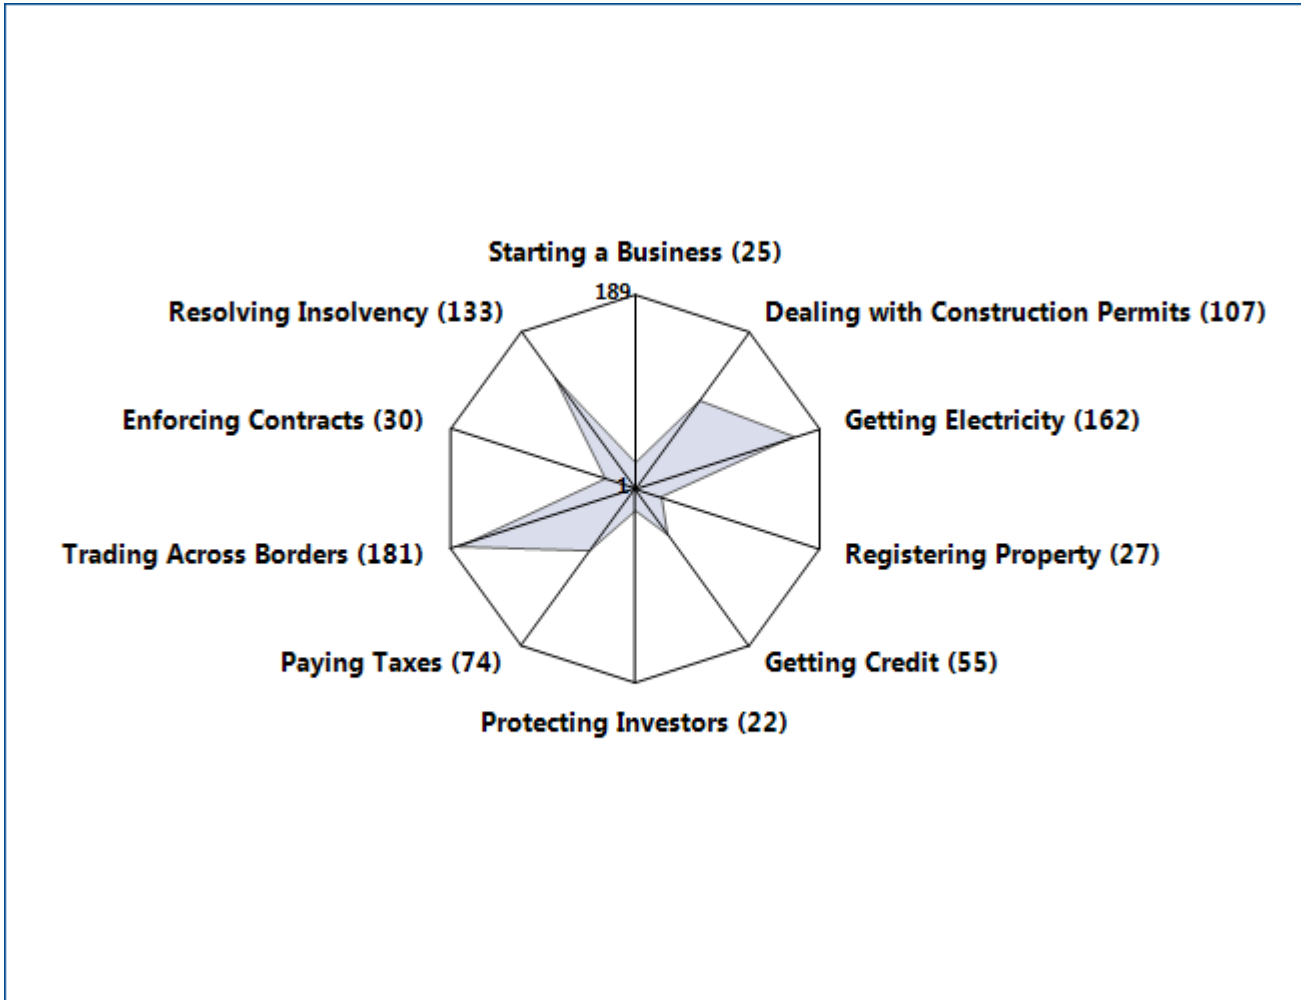 Starting a Business (25)
189
Resolving Insolvency (133)
Dealing with Construction Permits (107)
Enforcing Contracts (30)
Getting Electricity (162)
1
Trading Across Borders (181)
Registering Property (27)
Paying Taxes (74)
Getting Credit (55)
Protecting Investors (22)